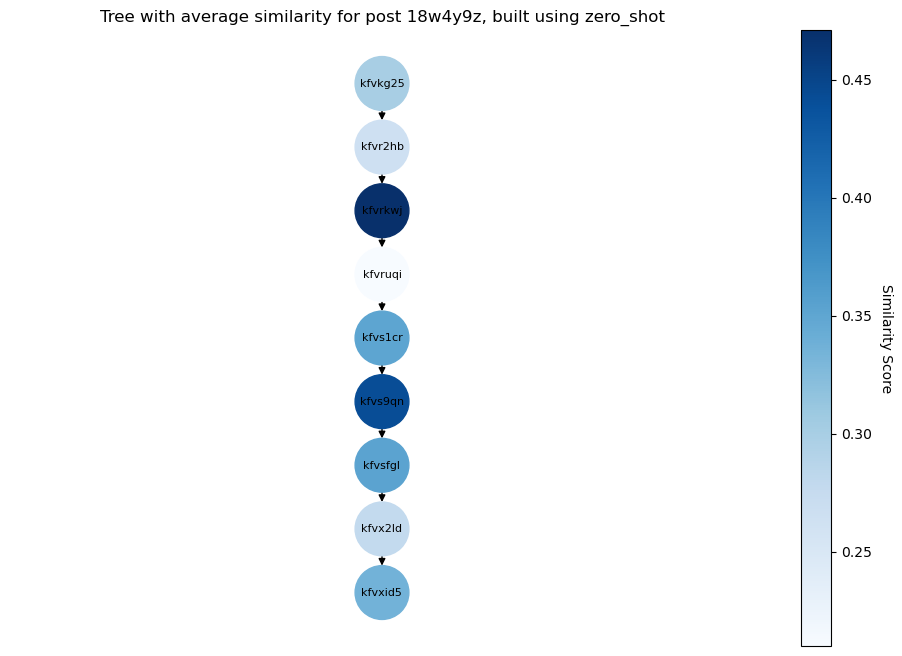 Tree with average similarity for post 18w4y9z, built using zero_shot
kfvkg25
kfvr2hb
kfvrkwj
kfvruqi
kfvs1cr
kfvs9qn
kfvsfgl
kfvx2ld
kfvxid5
0.45
0.40
0.35
0.30
0.25
Similarity Score